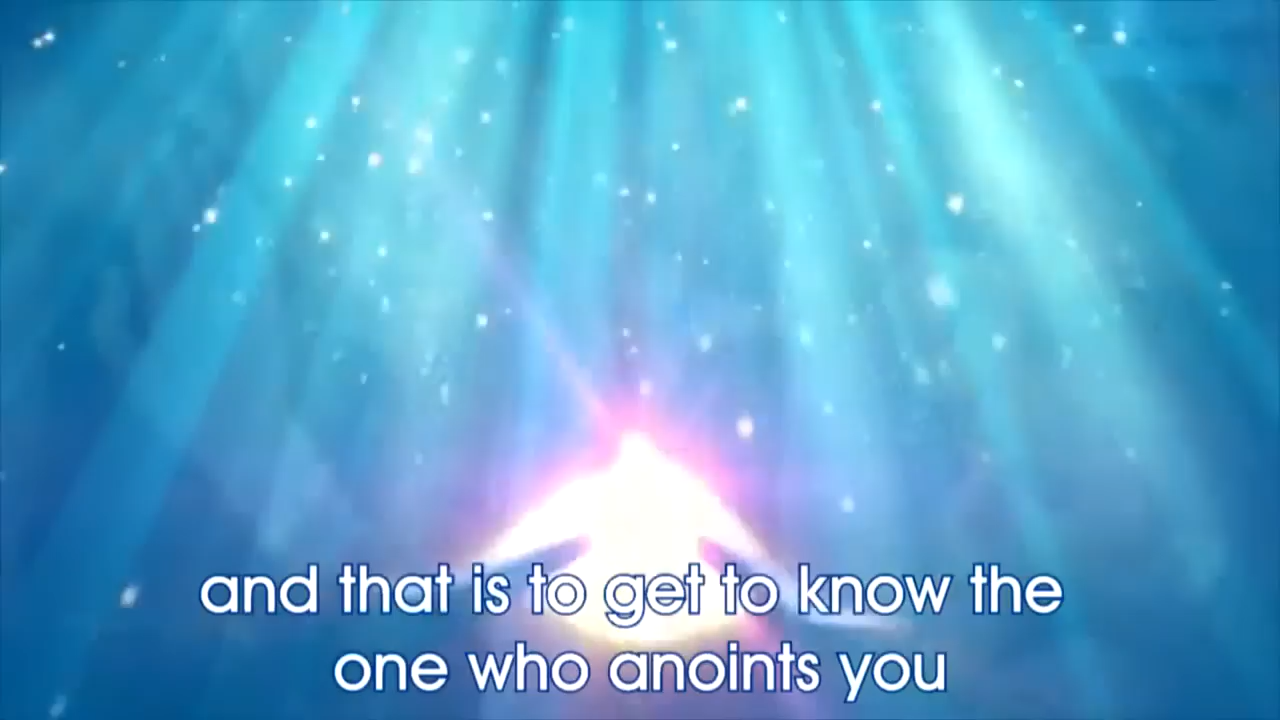 and that is to get to know the
one who anoints you